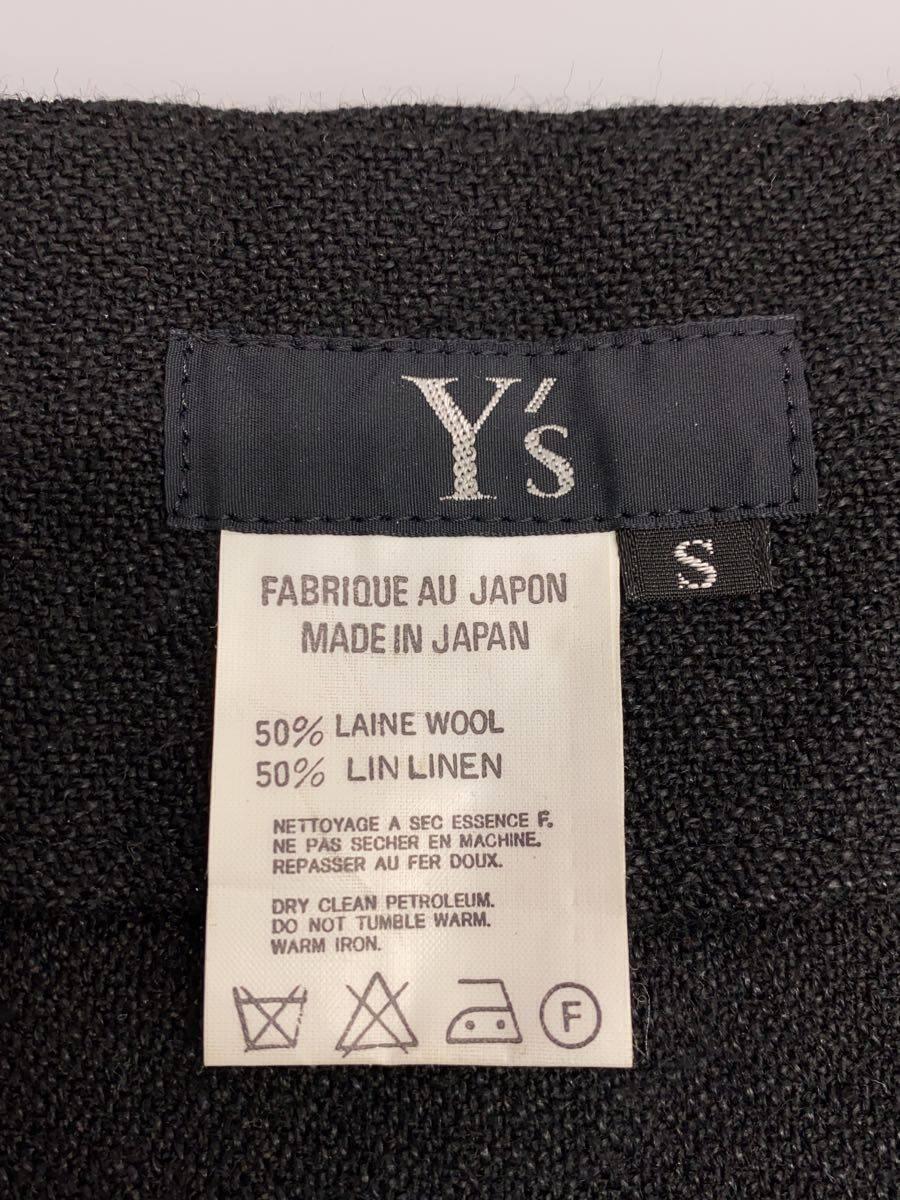 Y's
S
FABRIQUE AU JAPON
MADE IN JAPAN
50% LAINE WOOL
50% LIN LINEN
NETTOYAGE A SEC ESSENCE F.
NE PAS SECHER EN MACHINE.
REPASSER AU FER DOUX.
DRY CLEAN PETROLEUM.
DO NOT TUMBLE WARM.
WARM IRON.
F